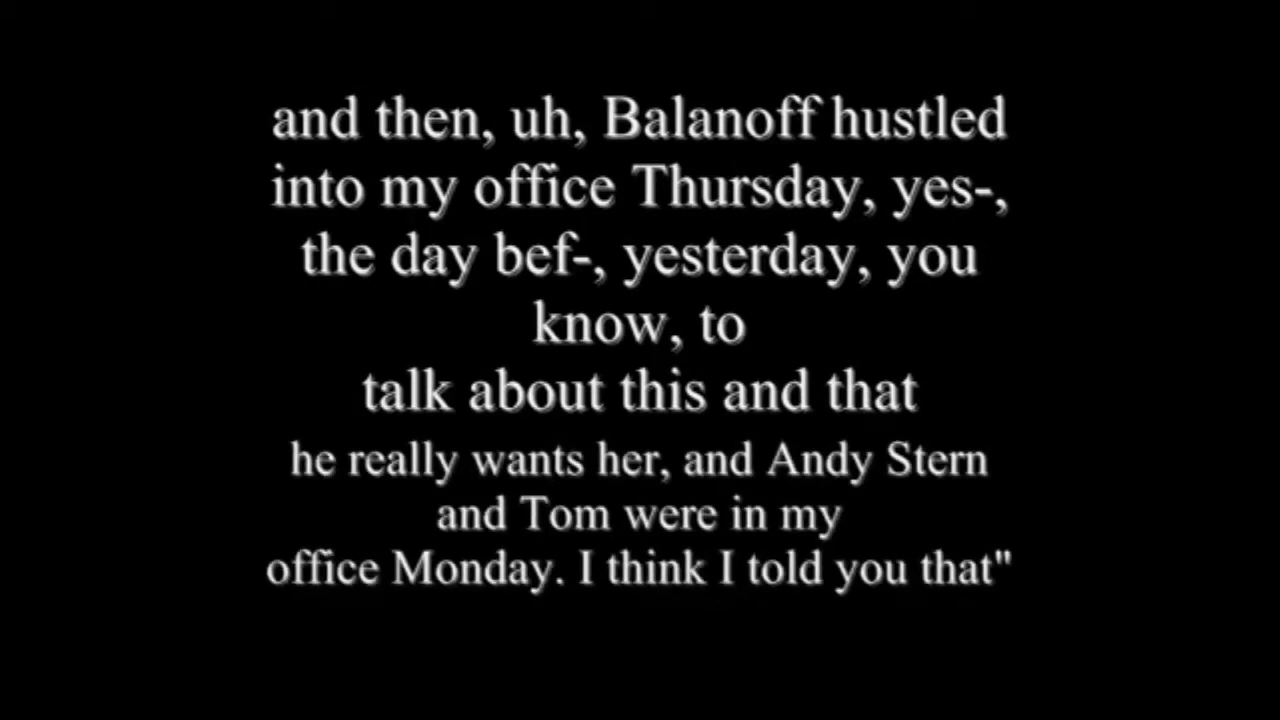 and then, uh, Balanoff hustled
into my office Thursday, yes-,
the day bef-, yesterday, you
know, to
talk about this and that
he really wants her, and Andy Stern
and Tom were in my
office Monday. I think I told you that"